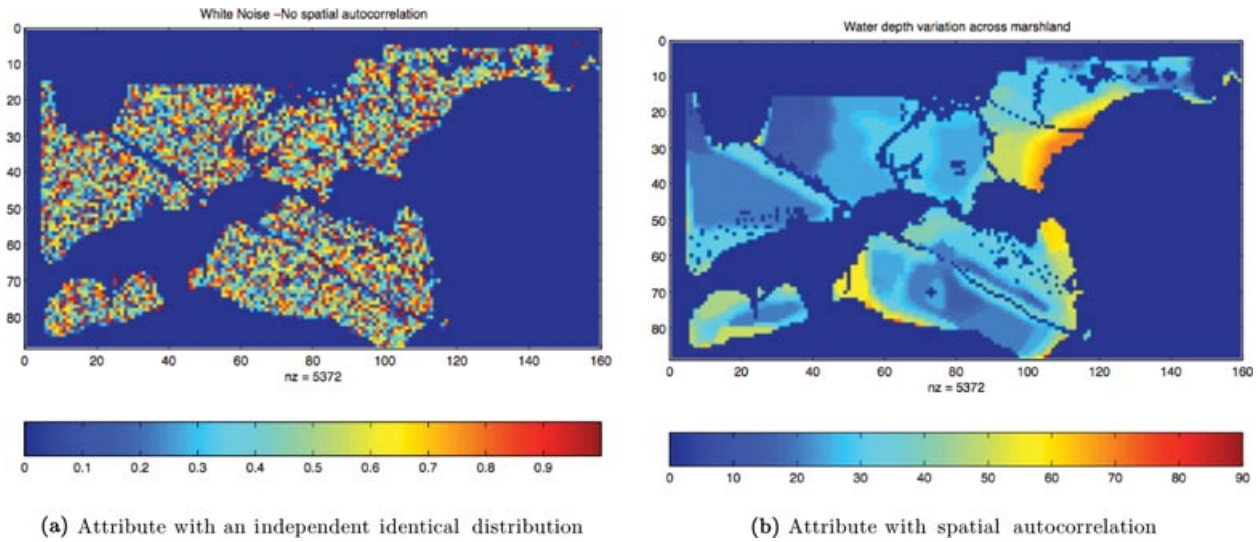 White Noise –No spatial autocorrelation
0
10
20
30
40
50
60
70
80
0 20 40 60 80 100 120 140 160
nz = 5372
0 0.1 0.2 0.3 0.4 0.5 0.6 0.7 0.8 0.9
(a) Attribute with an independent identical distribution
Water depth variation across marshland
0
10
20
30
40
50
60
70
80
0 20 40 60 80 100 120 140 160
nz = 5372
0 10 20 30 40 50 60 70 80 90
(b) Attribute with spatial autocorrelation